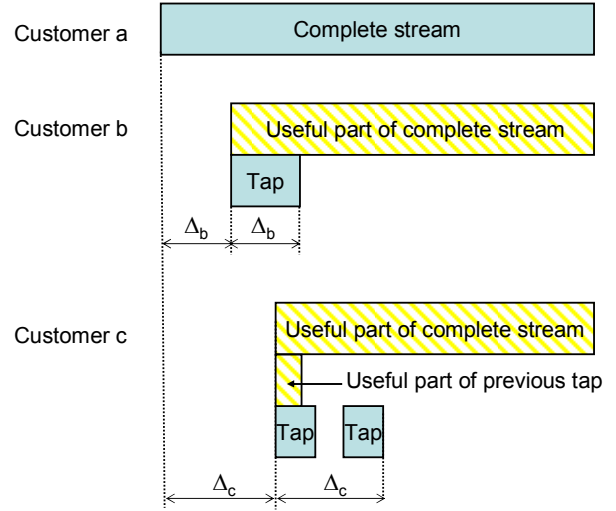 Customer a
Complete stream
Customer b
Useful part of complete stream
Tap
Δb
Δb
Customer c
Useful part of complete stream
Useful part of previous tap
Tap
Tap
Δc
Δc